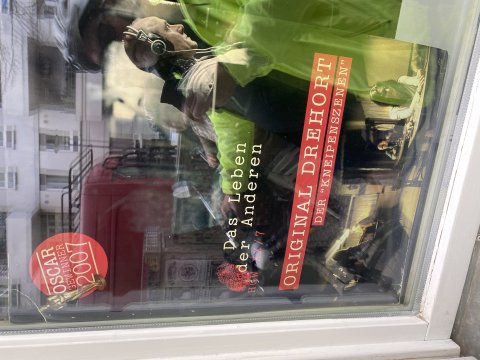 Das Leben
der Anderen
ORIGINAL DREHORT
DER "KNEIPENSZENEN"
OSCAR
GEWINNER
2007